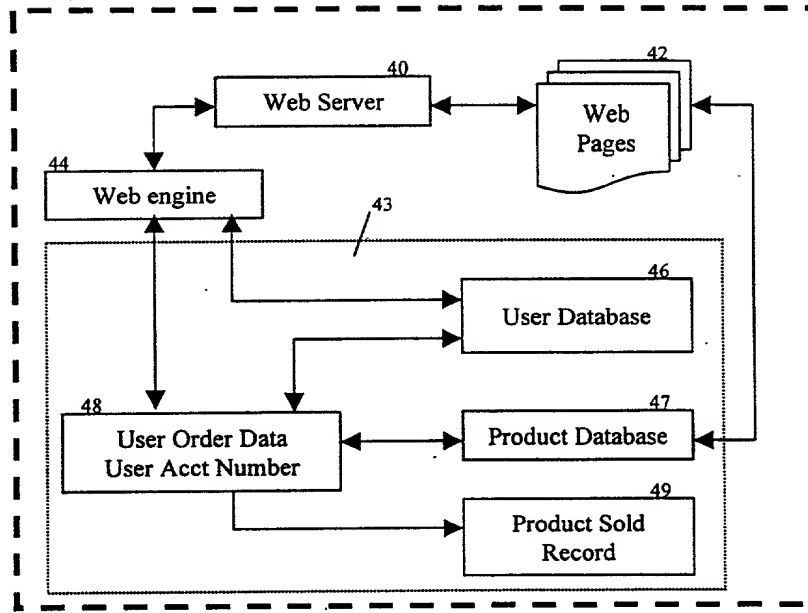 40
Web Server
42
Web
Pages
44
Web engine
43
46
User Database
48
User Order Data
User Acct Number
47
Product Database
49
Product Sold
Record